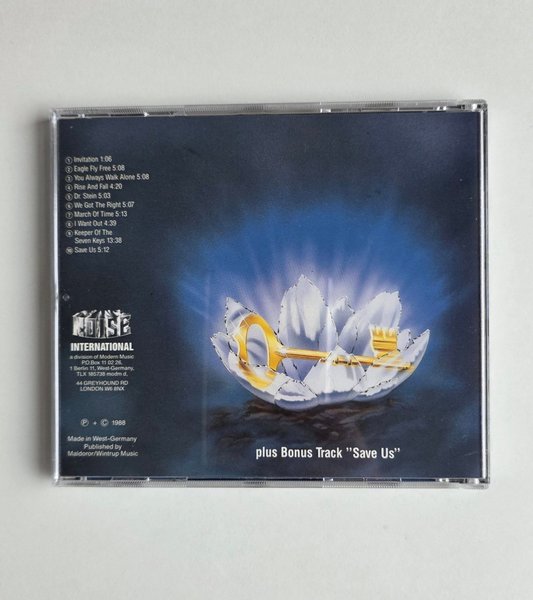 1 Invitation 1:06
2 Eagle Fly Free 5:08
3 You Always Walk Alone 5:08
4 Rise And Fall 4:20
5 Dr. Stein 5:03
6 We Got The Right 5:07
7 March Of Time 5:13
8 I Want Out 4:39
9 Keeper Of The
Seven Keys 13:38
10 Save Us 5:12
NOISE
INTERNATIONAL
a division of Modern Music
P.O.Box 11 02 26,
1 Berlin 11, West-Germany,
TLX 185738 modm d,
44 GREYHOUND RD
LONDON W6 8NX
℗ + © 1988
Made in West-Germany
Published by
Maldoror/Wintrup Music
plus Bonus Track "Save Us"